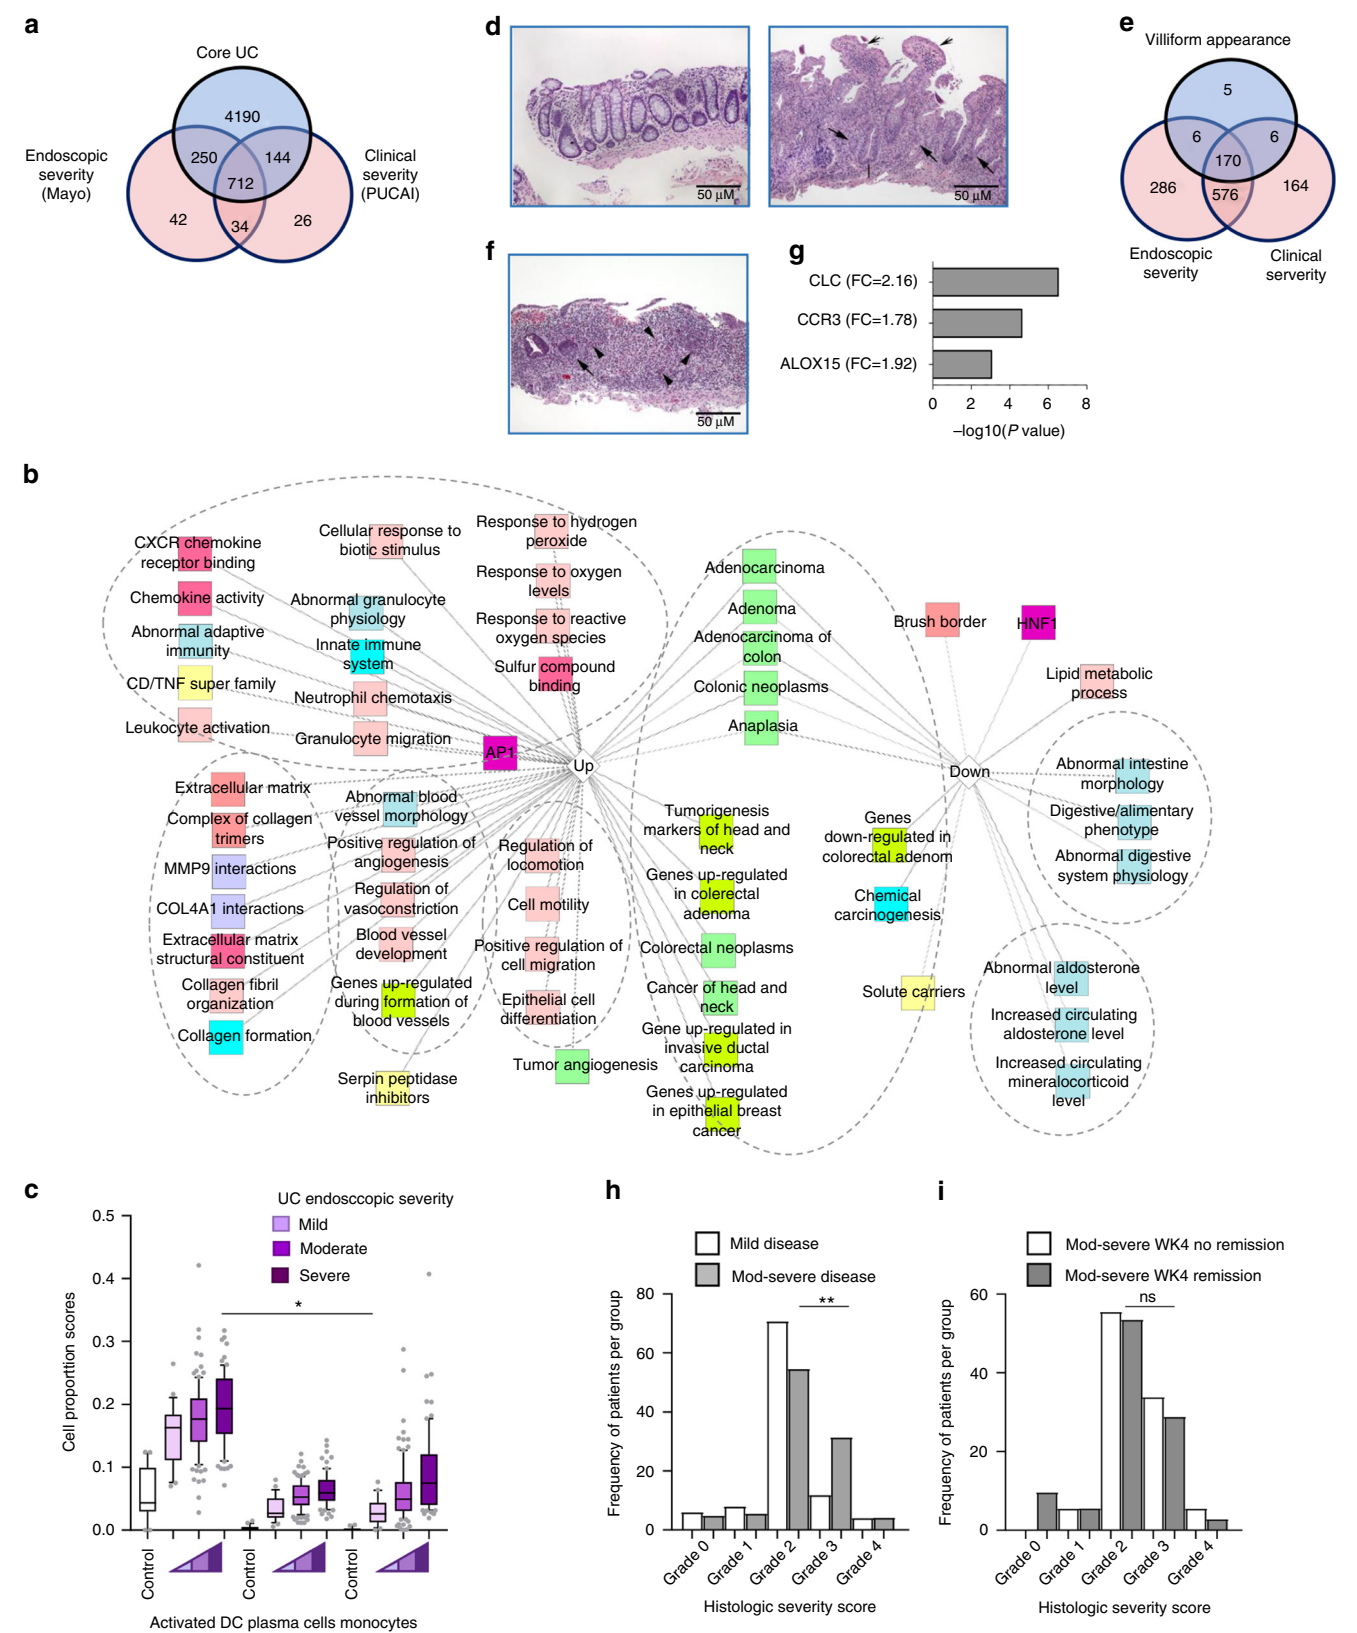 a
Core UC
4190
Endoscopic
severity
(Mayo)
250
144
Clinical
severity
(PUCAI)
712
42
34
26
d
50 µM
50 µM
e
Villiform appearance
5
6
6
170
286
576
164
Endoscopic
severity
Clinical
serverity
f
50 µM
g
CLC (FC=2.16)
CCR3 (FC=1.78)
ALOX15 (FC=1.92)
0 2 4 6 8
–log10(P value)
b
CXCR chemokine
receptor binding
Chemokine activity
Abnormal adaptive
immunity
CD/TNF super family
Leukocyte activation
Cellular response to
biotic stimulus
Abnormal granulocyte
physiology
Innate immune
system
Neutrophil chemotaxis
Granulocyte migration
Response to hydrogen
peroxide
Response to oxygen
levels
Response to reactive
oxygen species
Sulfur compound
binding
AP1
Up
Adenocarcinoma
Adenoma
Adenocarcinoma of
colon
Colonic neoplasms
Anaplasia
Brush border
HNF1
Lipid metabolic
process
Down
Abnormal intestine
morphology
Digestive/alimentary
phenotype
Abnormal digestive
system physiology
Extracellular matrix
Complex of collagen
trimers
MMP9 interactions
COL4A1 interactions
Extracellular matrix
structural constituent
Collagen fibril
organization
Collagen formation
Abnormal blood
vessel morphology
Positive regulation of
angiogenesis
Regulation of
vasoconstriction
Blood vessel
development
Genes up-regulated
during formation of
blood vessels
Serpin peptidase
inhibitors
Regulation of
locomotion
Cell motility
Positive regulation of
cell migration
Epithelial cell
differentiation
Tumor angiogenesis
Tumorigenesis
markers of head and
neck
Genes up-regulated
in colerectal
adenoma
Colorectal neoplasms
Cancer of head and
neck
Gene up-regulated in
invasive ductal
carcinoma
Genes up-regulated
in epithelial breast
cancer
Genes
down-regulated in
colorectal adenom
Chemical
carcinogenesis
Solute carriers
Abnormal aldosterone
level
Increased circulating
aldosterone level
Increased circulating
mineralocorticoid
level
c
UC endosccopic severity
Mild
Moderate
Severe
Cell proportion scores
0.5
0.4
0.3
0.2
0.1
0.0
*
Control
Control
Control
Activated DC plasma cells monocytes
h
Mild disease
Mod-severe disease
Frequency of patients per group
80
60
40
20
0
**
Grade 0
Grade 1
Grade 2
Grade 3
Grade 4
Histologic severity score
i
Mod-severe WK4 no remission
Mod-severe WK4 remission
Frequency of patients per group
60
40
20
0
ns
Grade 0
Grade 1
Grade 2
Grade 3
Grade 4
Histologic severity score